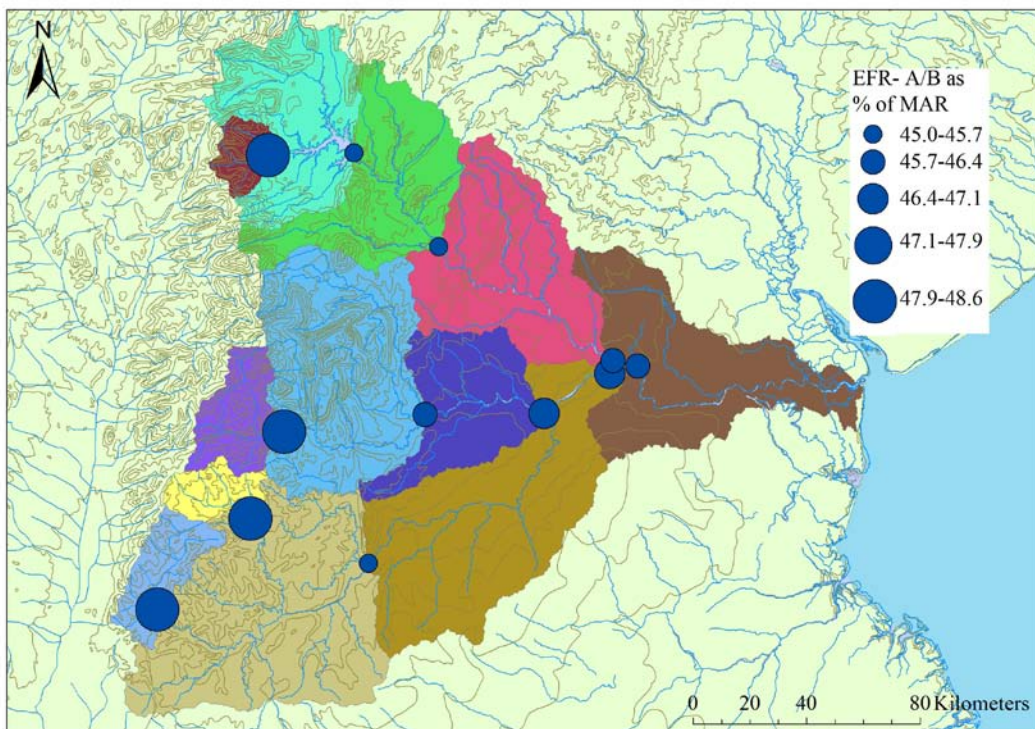 N
EFR- A/B as
% of MAR
45.0-45.7
45.7-46.4
46.4-47.1
47.1-47.9
47.9-48.6
0 20 40 80 Kilometers